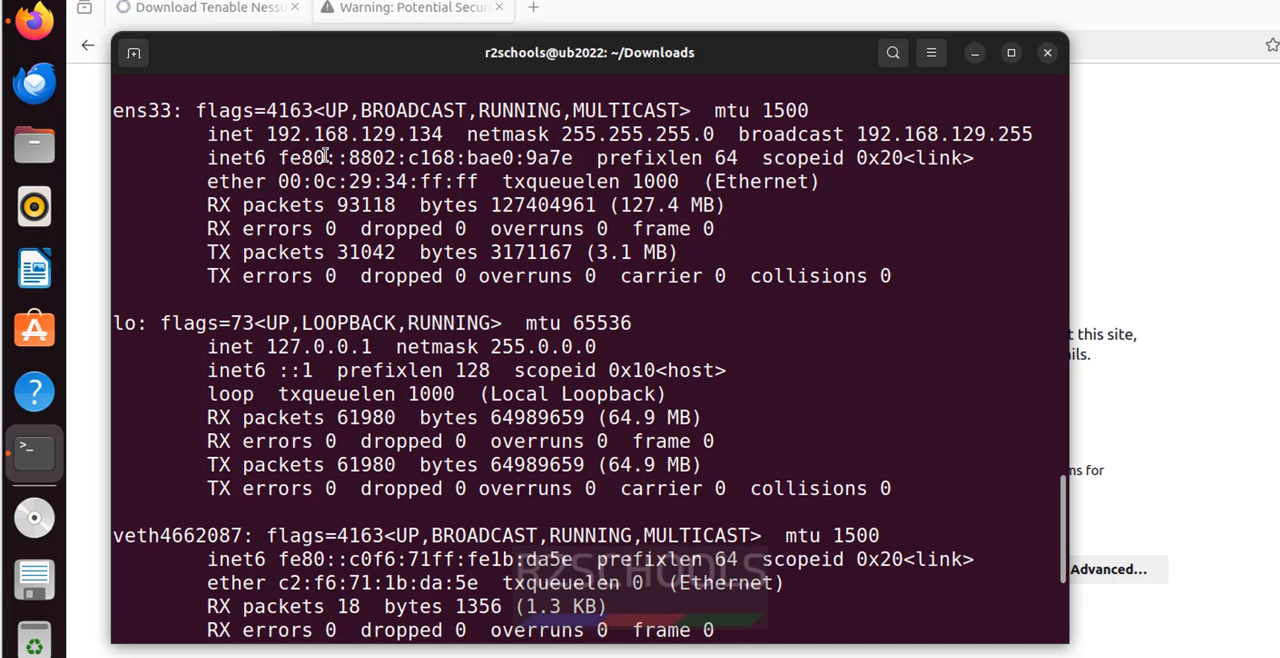 Download Tenable Nessu
Warning: Potential Secur
r2schools@ub2022: ~/Downloads
ens33: flags=4163<UP,BROADCAST,RUNNING,MULTICAST>  mtu 1500
inet 192.168.129.134  netmask 255.255.255.0  broadcast 192.168.129.255
inet6 fe80::8802:c168:bae0:9a7e  prefixlen 64  scopeid 0x20<link>
ether 00:0c:29:34:ff:ff  txqueuelen 1000  (Ethernet)
RX packets 93118  bytes 127404961 (127.4 MB)
RX errors 0  dropped 0  overruns 0  frame 0
TX packets 31042  bytes 3171167 (3.1 MB)
TX errors 0  dropped 0 overruns 0  carrier 0  collisions 0
lo: flags=73<UP,LOOPBACK,RUNNING>  mtu 65536
inet 127.0.0.1  netmask 255.0.0.0
inet6 ::1  prefixlen 128  scopeid 0x10<host>
loop  txqueuelen 1000  (Local Loopback)
RX packets 61980  bytes 64989659 (64.9 MB)
RX errors 0  dropped 0  overruns 0  frame 0
TX packets 61980  bytes 64989659 (64.9 MB)
TX errors 0  dropped 0 overruns 0  carrier 0  collisions 0
veth4662087: flags=4163<UP,BROADCAST,RUNNING,MULTICAST>  mtu 1500
inet6 fe80::c0f6:71ff:fe1b:da5e  prefixlen 64  scopeid 0x20<link>
ether c2:f6:71:1b:da:5e  txqueuelen 0  (Ethernet)
RX packets 18  bytes 1356 (1.3 KB)
RX errors 0  dropped 0  overruns 0  frame 0
t this site,
ails.
ms for
Advanced...
R2SCHOOLS